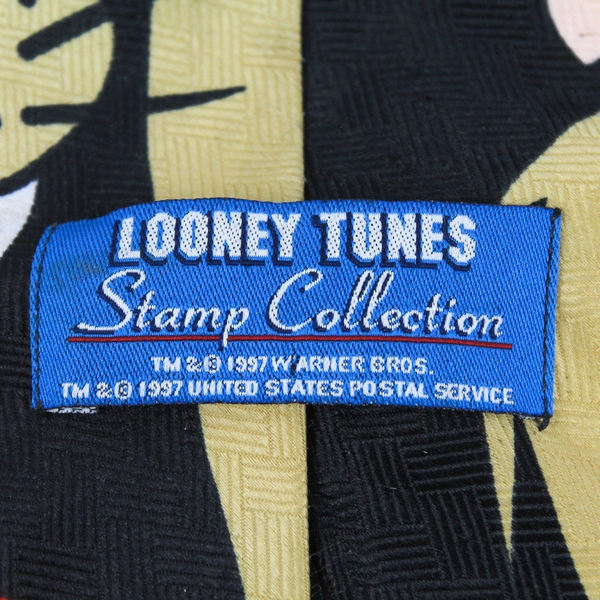 LOONEY TUNES
Stamp Collection
TM & © 1997 WARNER BROS.
TM & © 1997 UNITED STATES POSTAL SERVICE